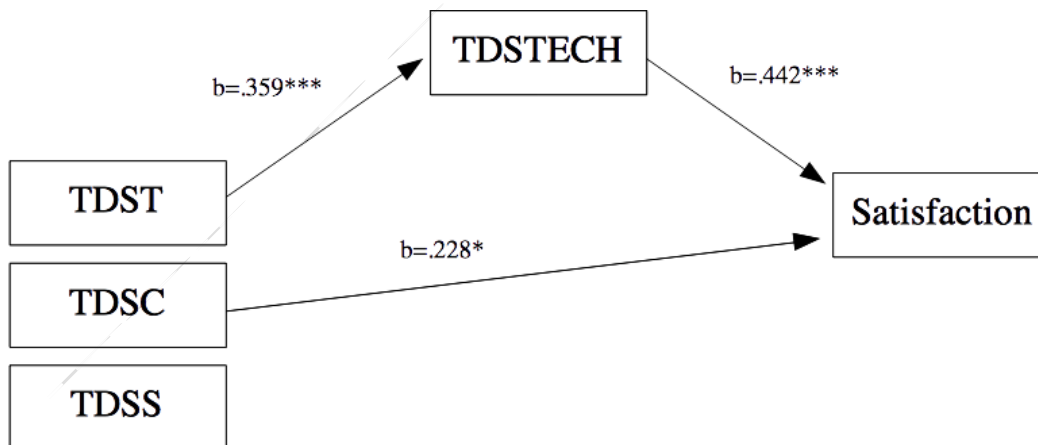 TDSTECH
b=.359***
b=.442***
TDST
Satisfaction
b=.228*
TDSC
TDSS